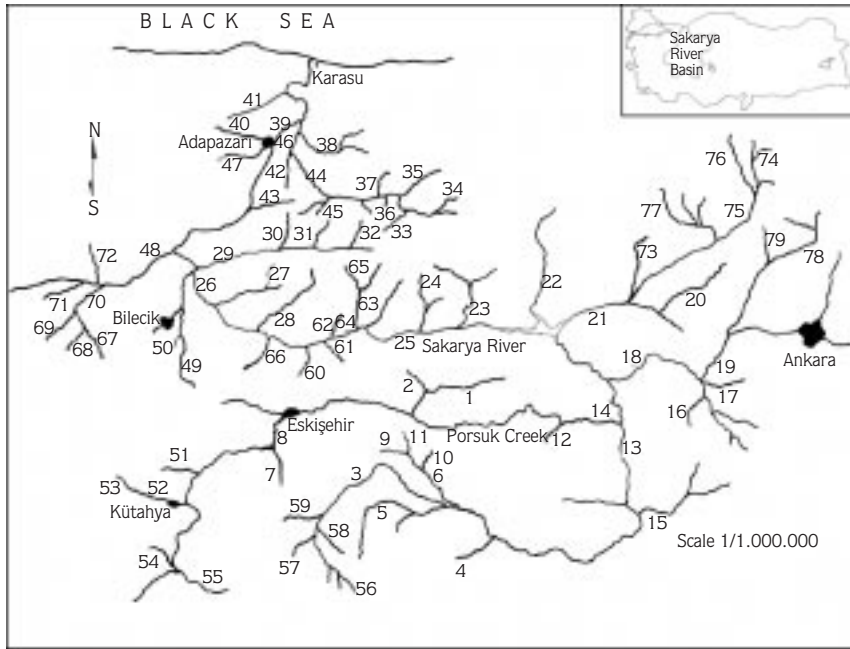 BLACK SEA
Sakarya
River
Basin
Karasu
41
40 39
Adapazarı 46
47 42 38
44 37 35
43 45 36 34
30 31 32 33
72 48 29
76 74
77 75
73 79 78
N
S
71 70
69 68 67
26 27
Bilecik
50 49
28 66
65 63
62 64
60 61
24 23
25 Sakarya River
22
21 20
18 19
Ankara
16 17
2 1
Eskişehir
8 7
Porsuk Creek
12 14
13
11
9 10
3 6
51
53 52
Kütahya
59 58 5
57 56
4
15
54 55
Scale 1/1.000.000